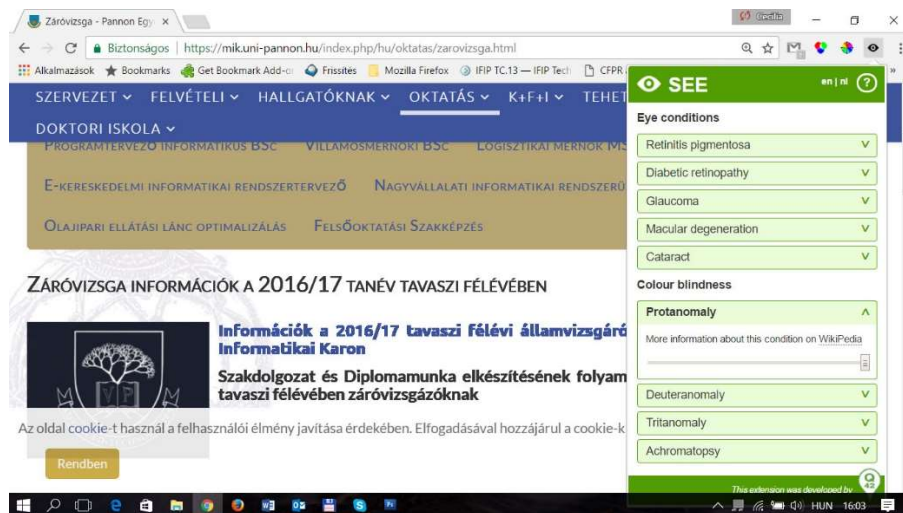 Záróvizsga - Pannon Egy
Cecilia
Biztonságos | https://mik.uni-pannon.hu/index.php/hu/oktatas/zarovizsga.html
Alkalmazások Bookmarks Get Bookmark Add-o Frissítés Mozilla Firefox IFIP TC.13 — IFIP Tech CFPR
SZERVEZET FELVÉTELI HALLGATÓKNAK OKTATÁS K+F+I TEHET
DOKTORI ISKOLA
PROGRAMTERVEZŐ INFORMATIKUS BSC VILLAMOSMÉRNÖKI BSC LOGISZTIKAI MÉRNÖK MS
E-KERESKEDELMI INFORMATIKAI RENDSZERTERVEZŐ NAGYVÁLLALATI INFORMATIKAI RENDSZERÜ
OLAJIPARI ELLÁTÁSI LÁNC OPTIMALIZÁLÁS FELSŐOKTATÁSI SZAKKÉPZÉS
ZÁRÓVIZSGA INFORMÁCIÓK A 2016/17 TANÉV TAVASZI FÉLÉVÉBEN
Információk a 2016/17 tavaszi félévi államvizsgáró
Informatikai Karon
Szakdolgozat és Diplomamunka elkészítésének folyam
tavaszi félévében záróvizsgázóknak
M VP M
Az oldal cookie-t használ a felhasználói élmény javítása érdekében. Elfogadásával hozzájárul a cookie-k
Rendben
SEE
en | nl ?
Eye conditions
Retinitis pigmentosa
Diabetic retinopathy
Glaucoma
Macular degeneration
Cataract
Colour blindness
Protanomaly
More information about this condition on WikiPedia
Deuteranomaly
Tritanomaly
Achromatopsy
This extension was developed by
Q42
HUN 16:03